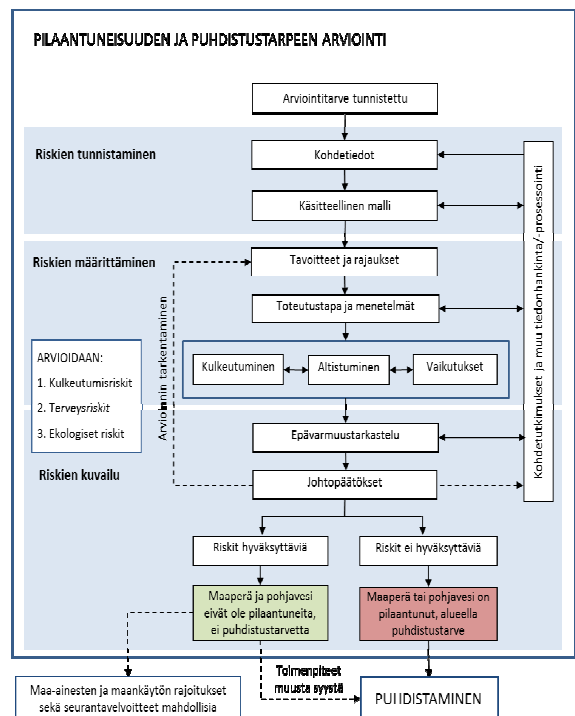 PILAANTUNEISUUDEN JA PUHDISTUSTARPEEN ARVIOINTI
Arviointitarve tunnistettu
Riskien tunnistaminen
Kohdetiedot
Käsitteellinen malli
Riskien määrittäminen
Tavoitteet ja rajaukset
Toteutustapa ja menetelmät
Kulkeutuminen
Altistuminen
Vaikutukset
ARVIOIDAAN:
1. Kulkeutumisriskit
2. Terveysriskit
3. Ekologiset riskit
Arvioinnin tarkentaminen
Kohdetutkimukset ja muu tiedonhankinta/-prosessointi
Epävarmuustarkastelu
Riskien kuvailu
Johtopäätökset
Riskit hyväksyttäviä
Riskit ei hyväksyttäviä
Maaperä ja pohjavesi
eivät ole pilaantuneita,
ei puhdistustarvetta
Maaperä tai pohjavesi on
pilaantunut, alueella
puhdistustarve
Toimenpiteet
muusta syystä
Maa-ainesten ja maankäytön rajoitukset
sekä seurantavelvoitteet mahdollisia
PUHDISTAMINEN